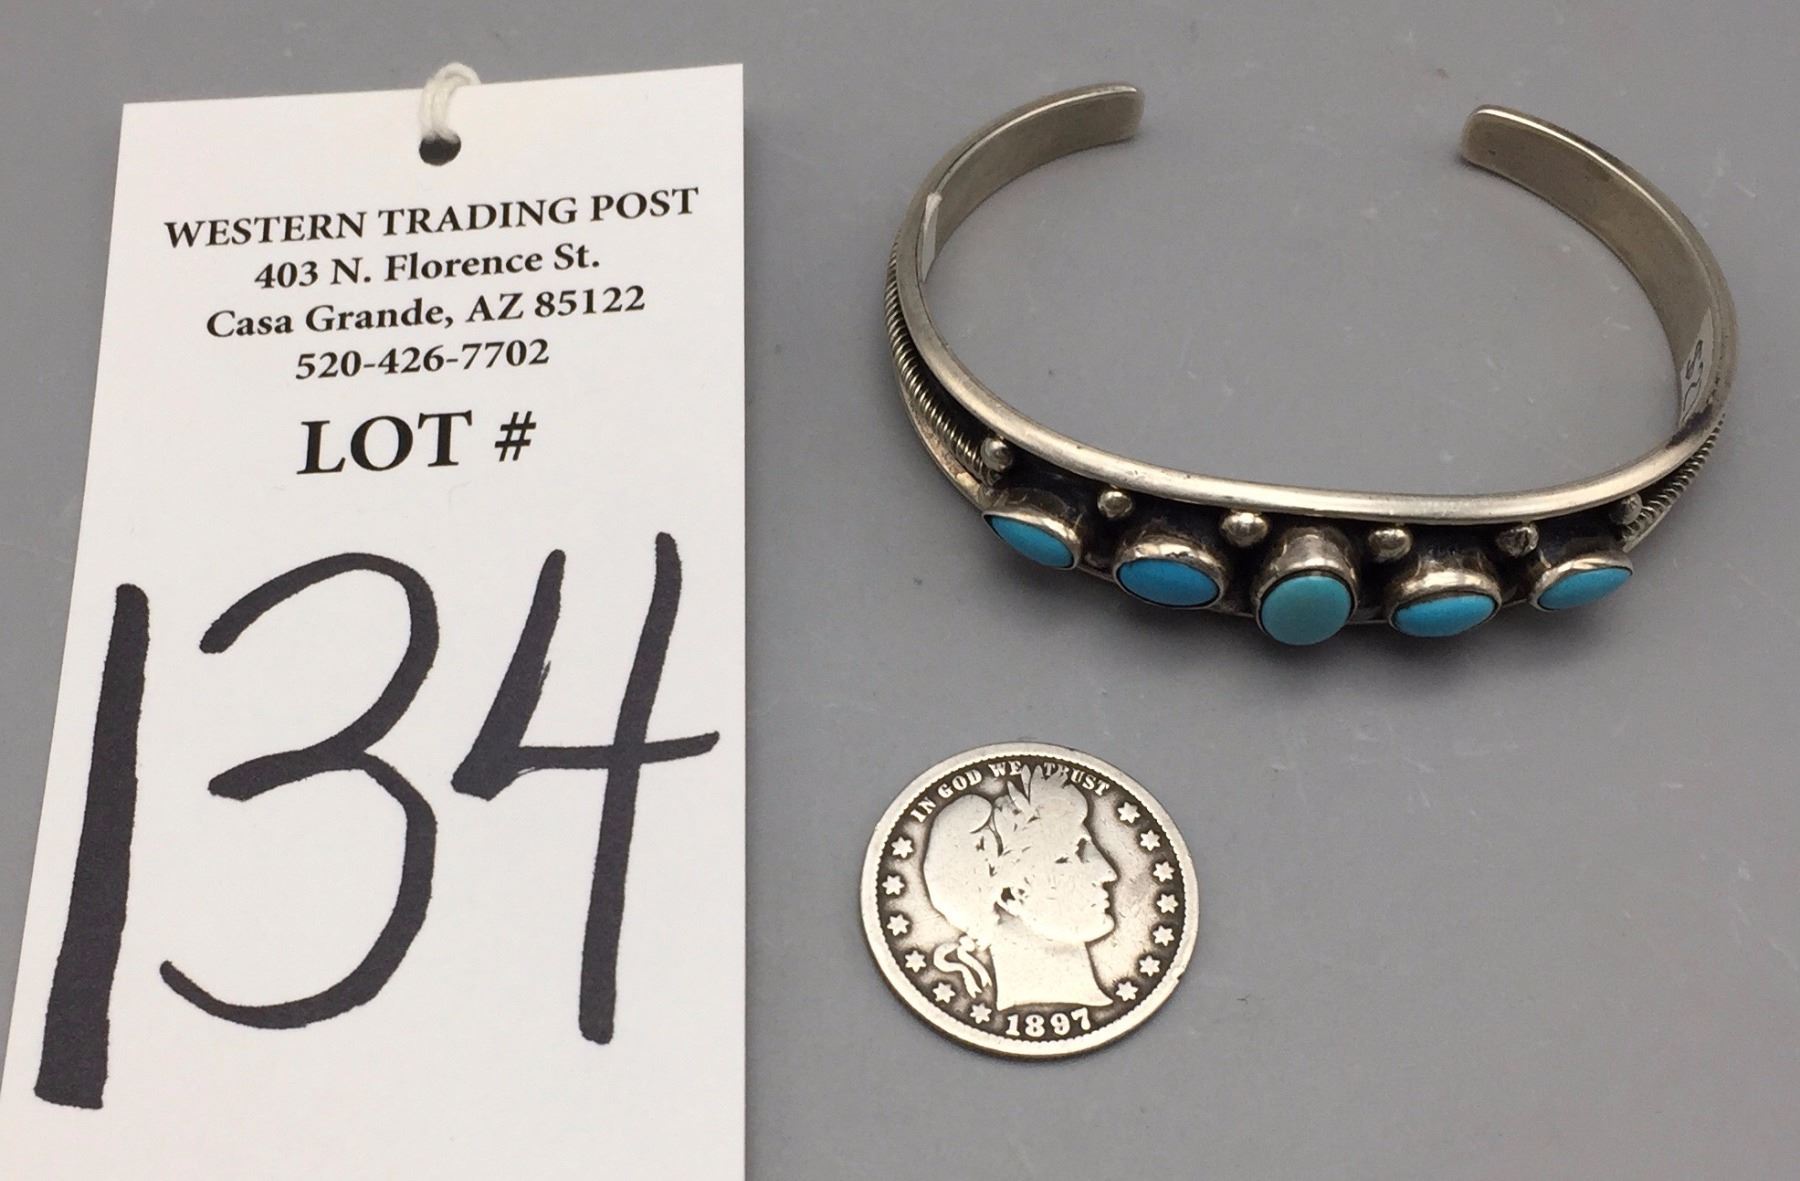 WESTERN TRADING POST
403 N. Florence St.
Casa Grande, AZ 85122
520-426-7702
LOT #
134
IN GOD WE TRUST
1897